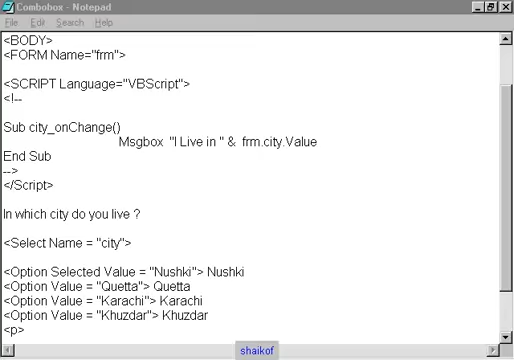 Combobox - Notepad
File Edit Search Help
<BODY>
<FORM Name="frm">
<SCRIPT Language="VBScript">
<!--
Sub city_onChange()
Msgbox "I Live in " & frm.city.Value
End Sub
-->
</Script>
In which city do you live ?
<Select Name = "city">
<Option Selected Value = "Nushki"> Nushki
<Option Value = "Quetta"> Quetta
<Option Value = "Karachi"> Karachi
<Option Value = "Khuzdar"> Khuzdar
<p>
shaikof